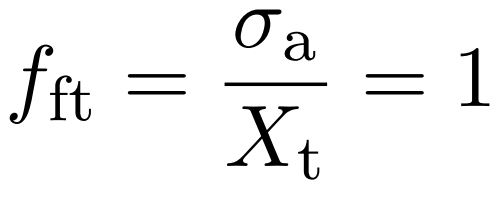 f_ft = σ_a / X_t = 1